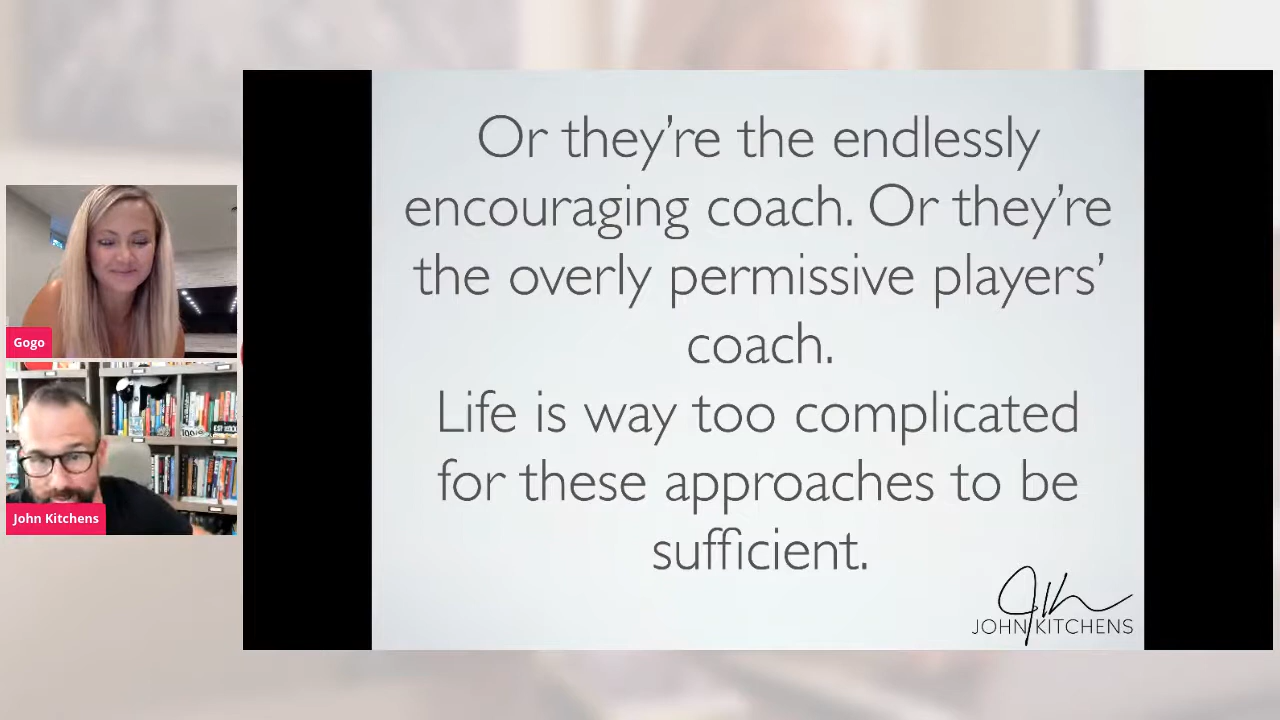 Or they’re the endlessly
encouraging coach. Or they’re
the overly permissive players’
coach.
Life is way too complicated
for these approaches to be
sufficient.
JOHN KITCHENS
Gogo
John Kitchens